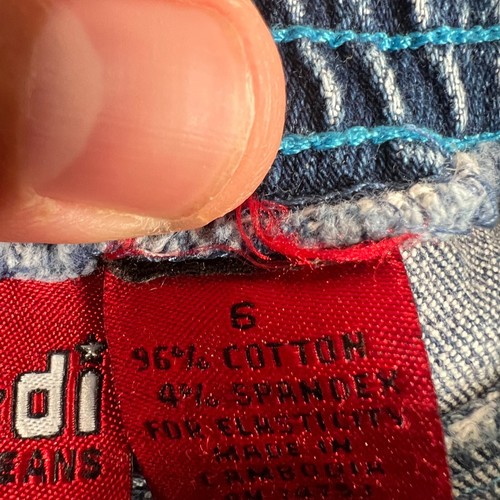 di
EANS
6
96% COTTON
4% SPANDEX
FOR ELASTICITY
MADE IN
CAMBODIA